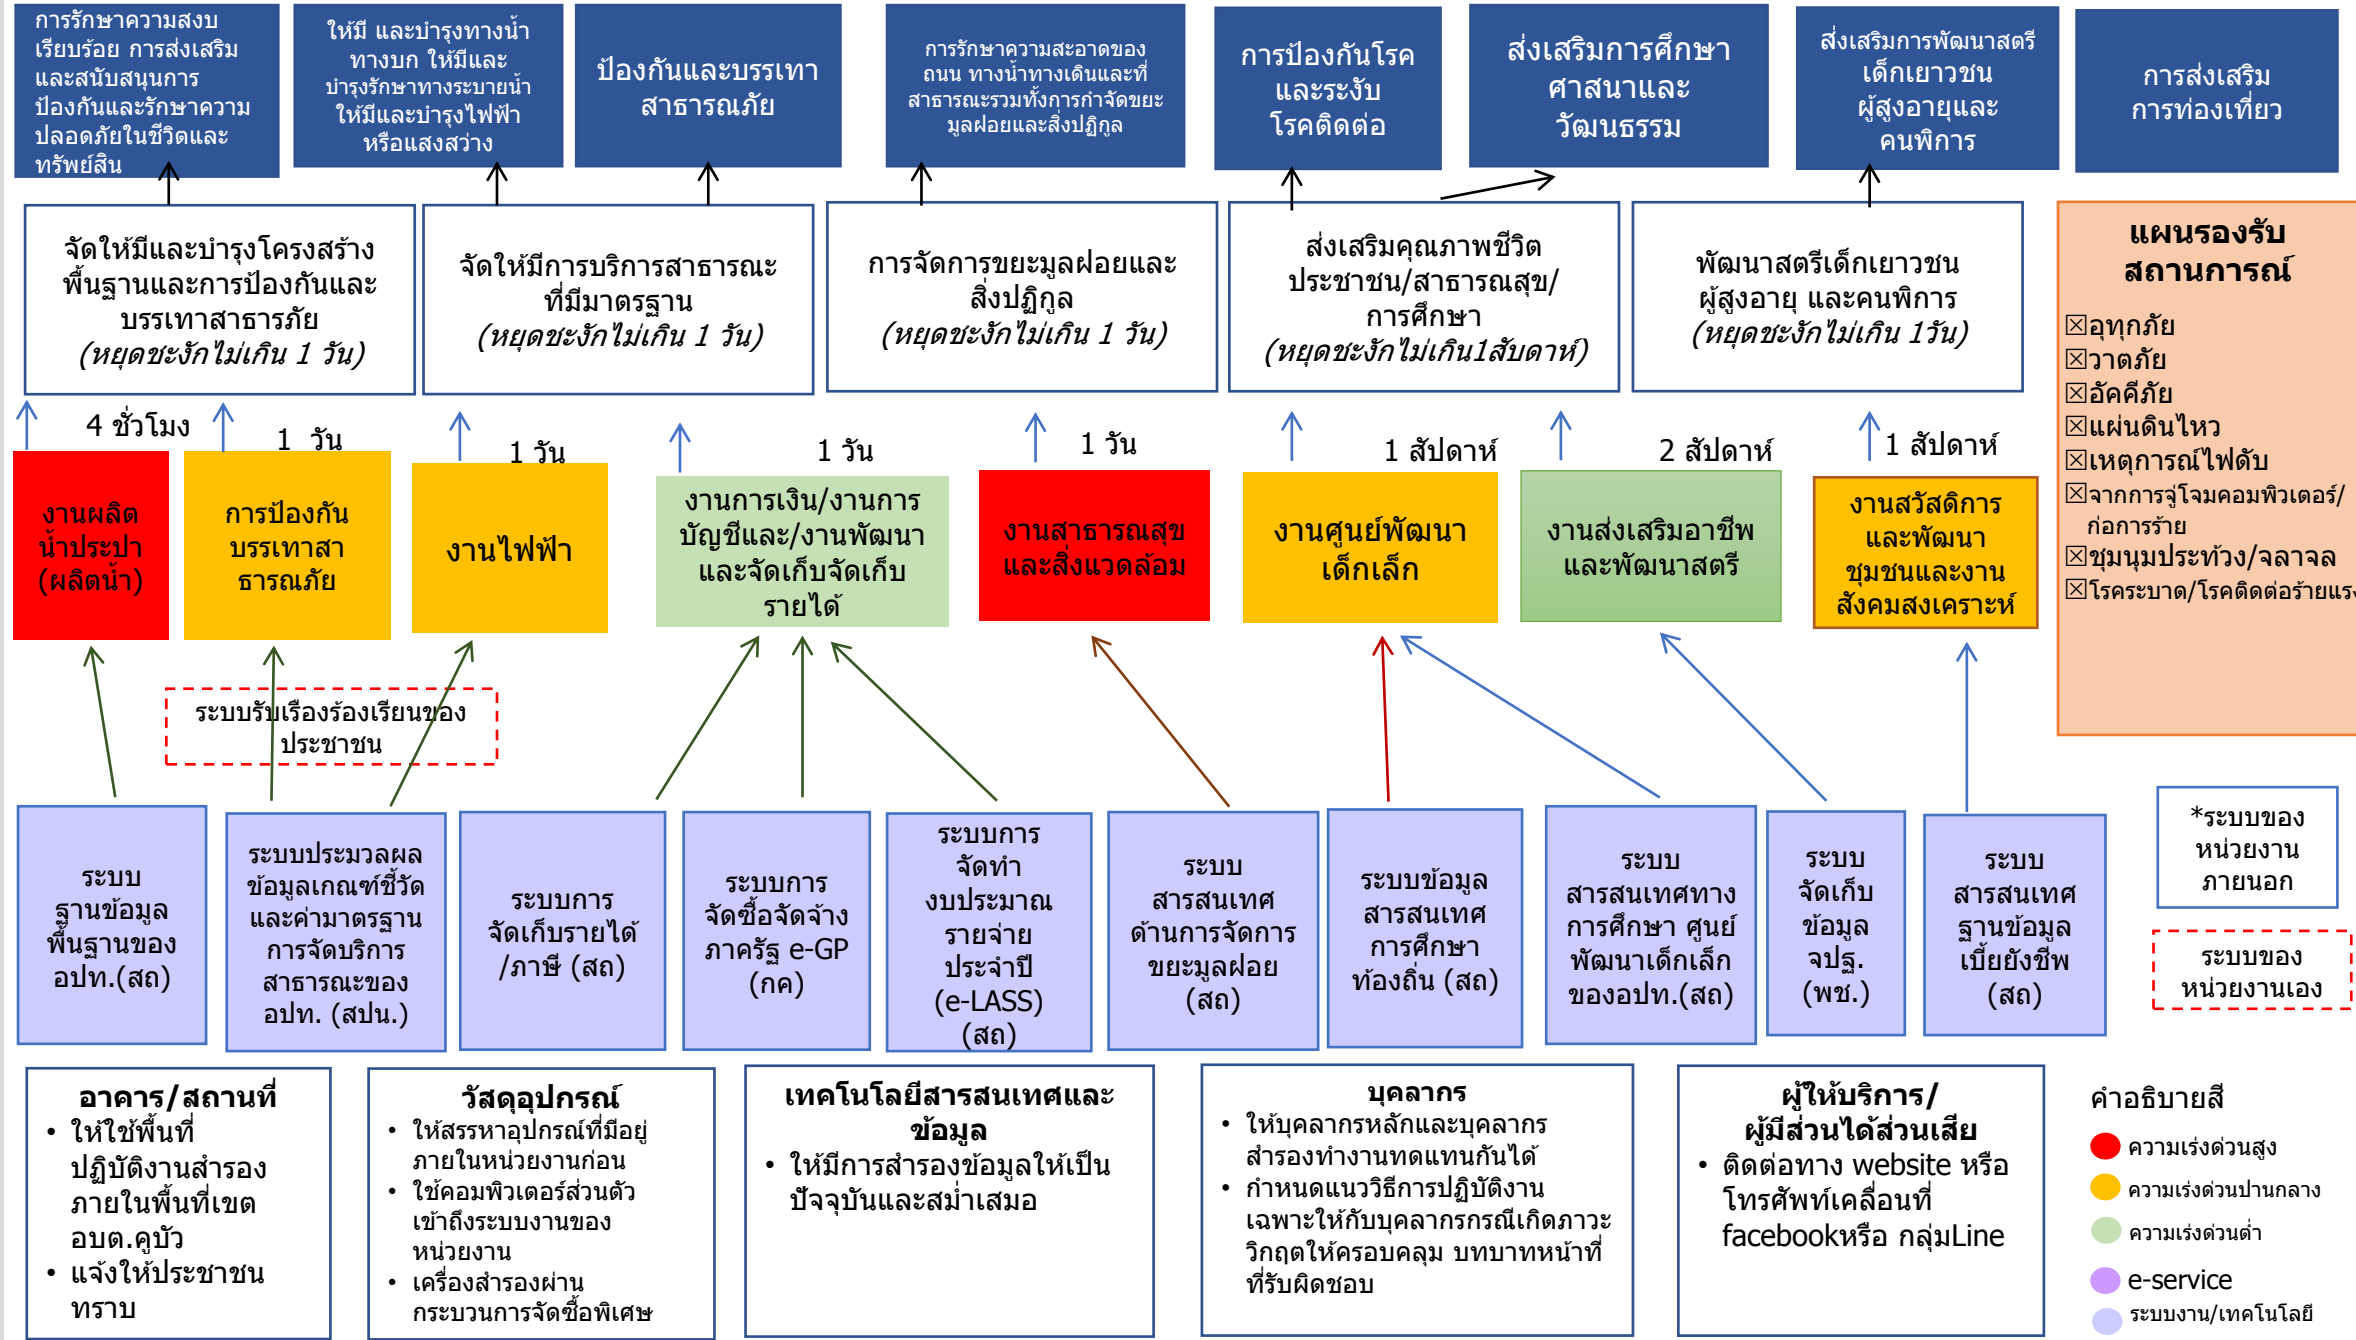 การรักษาความสงบ
เรียบร้อย การส่งเสริม
และสนับสนุนการ
ป้องกันและรักษาความ
ปลอดภัยในชีวิตและ
ทรัพย์สิน
ให้มี และบำรุงทางน้ำ
ทางบก ให้มีและ
บำรุงรักษาทางระบายน้ำ
ให้มีและบำรุงไฟฟ้า
หรือแสงสว่าง
ป้องกันและบรรเทา
สาธารณภัย
การรักษาความสะอาดของ
ถนน ทางน้ำทางเดินและที่
สาธารณะรวมทั้งการกำจัดขยะ
มูลฝอยและสิ่งปฏิกุล
การป้องกันโรค
และระงับ
โรคติดต่อ
ส่งเสริมการศึกษา
ศาสนาและ
วัฒนธรรม
ส่งเสริมการพัฒนาสตรี
เด็กเยาวชน
ผู้สูงอายุและ
คนพิการ
การส่งเสริม
การท่องเที่ยว
จัดให้มีและบำรุงโครงสร้าง
พื้นฐานและการป้องกันและ
บรรเทาสาธารภัย
(หยุดชะงักไม่เกิน 1 วัน)
จัดให้มีการบริการสาธารณะ
ที่มีมาตรฐาน
(หยุดชะงักไม่เกิน 1 วัน)
การจัดการขยะมูลฝอยและ
สิ่งปฏิกูล
(หยุดชะงักไม่เกิน 1 วัน)
ส่งเสริมคุณภาพชีวิต
ประชาชน/สาธารณสุข/
การศึกษา
(หยุดชะงักไม่เกิน1สับดาห์)
พัฒนาสตรีเด็กเยาวชน
ผู้สูงอายุ และคนพิการ
(หยุดชะงักไม่เกิน 1วัน)
แผนรองรับ
สถานการณ์
☒อุทกภัย
☒วาตภัย
☒อัคคีภัย
☒แผ่นดินไหว
☒เหตุการณ์ไฟดับ
☒จากการจู่โจมคอมพิวเตอร์/
ก่อการร้าย
☒ชุมนุมประท้วง/จลาจล
☒โรคระบาด/โรคติดต่อร้ายแรง
4 ชั่วโมง
1 วัน
1 วัน
1 วัน
1 วัน
1 สัปดาห์
2 สัปดาห์
1 สัปดาห์
งานผลิต
น้ำประปา
(ผลิตน้ำ)
การป้องกัน
บรรเทาสา
ธารณภัย
งานไฟฟ้า
งานการเงิน/งานการ
บัญชีและ/งานพัฒนา
และจัดเก็บจัดเก็บ
รายได้
งานสาธารณสุข
และสิ่งแวดล้อม
งานศูนย์พัฒนา
เด็กเล็ก
งานส่งเสริมอาชีพ
และพัฒนาสตรี
งานสวัสดิการ
และพัฒนา
ชุมชนและงาน
สังคมสงเคราะห์
ระบบรับเรื่องร้องเรียนของ
ประชาชน
ระบบ
ฐานข้อมูล
พื้นฐานของ
อปท.(สถ)
ระบบประมวลผล
ข้อมูลเกณฑ์ชี้วัด
และค่ามาตรฐาน
การจัดบริการ
สาธารณะของ
อปท. (สปน.)
ระบบการ
จัดเก็บรายได้
/ภาษี (สถ)
ระบบการ
จัดซื้อจัดจ้าง
ภาครัฐ e-GP
(กค)
ระบบการ
จัดทำ
งบประมาณ
รายจ่าย
ประจำปี
(e-LASS)
(สถ)
ระบบ
สารสนเทศ
ด้านการจัดการ
ขยะมูลฝอย
(สถ)
ระบบข้อมูล
สารสนเทศ
การศึกษา
ท้องถิ่น (สถ)
ระบบ
สารสนเทศทาง
การศึกษา ศูนย์
พัฒนาเด็กเล็ก
ของอปท.(สถ)
ระบบ
จัดเก็บ
ข้อมูล
จปฐ.
(พช.)
ระบบ
สารสนเทศ
ฐานข้อมูล
เบี้ยยังชีพ
(สถ)
*ระบบของ
หน่วยงาน
ภายนอก
ระบบของ
หน่วยงานเอง
อาคาร/สถานที่
• ให้ใช้พื้นที่
ปฏิบัติงานสำรอง
ภายในพื้นที่เขต
อบต.คูบัว
• แจ้งให้ประชาชน
ทราบ
วัสดุอุปกรณ์
• ให้สรรหาอุปกรณ์ที่มีอยู่
ภายในหน่วยงานก่อน
• ใช้คอมพิวเตอร์ส่วนตัว
เข้าถึงระบบงานของ
หน่วยงาน
• เครื่องสำรองผ่าน
กระบวนการจัดซื้อพิเศษ
เทคโนโลยีสารสนเทศและ
ข้อมูล
• ให้มีการสำรองข้อมูลให้เป็น
ปัจจุบันและสม่ำเสมอ
บุคลากร
• ให้บุคลากรหลักและบุคลากร
สำรองทำงานทดแทนกันได้
• กำหนดแนววิธีการปฏิบัติงาน
เฉพาะให้กับบุคลากรกรณีเกิดภาวะ
วิกฤตให้ครอบคลุม บทบาทหน้าที่
ที่รับผิดชอบ
ผู้ให้บริการ/
ผู้มีส่วนได้ส่วนเสีย
• ติดต่อทาง website หรือ
โทรศัพท์เคลื่อนที่
facebookหรือ กลุ่มLine
คำอธิบายสี
ความเร่งด่วนสูง
ความเร่งด่วนปานกลาง
ความเร่งด่วนต่ำ
e-service
ระบบงาน/เทคโนโลยี